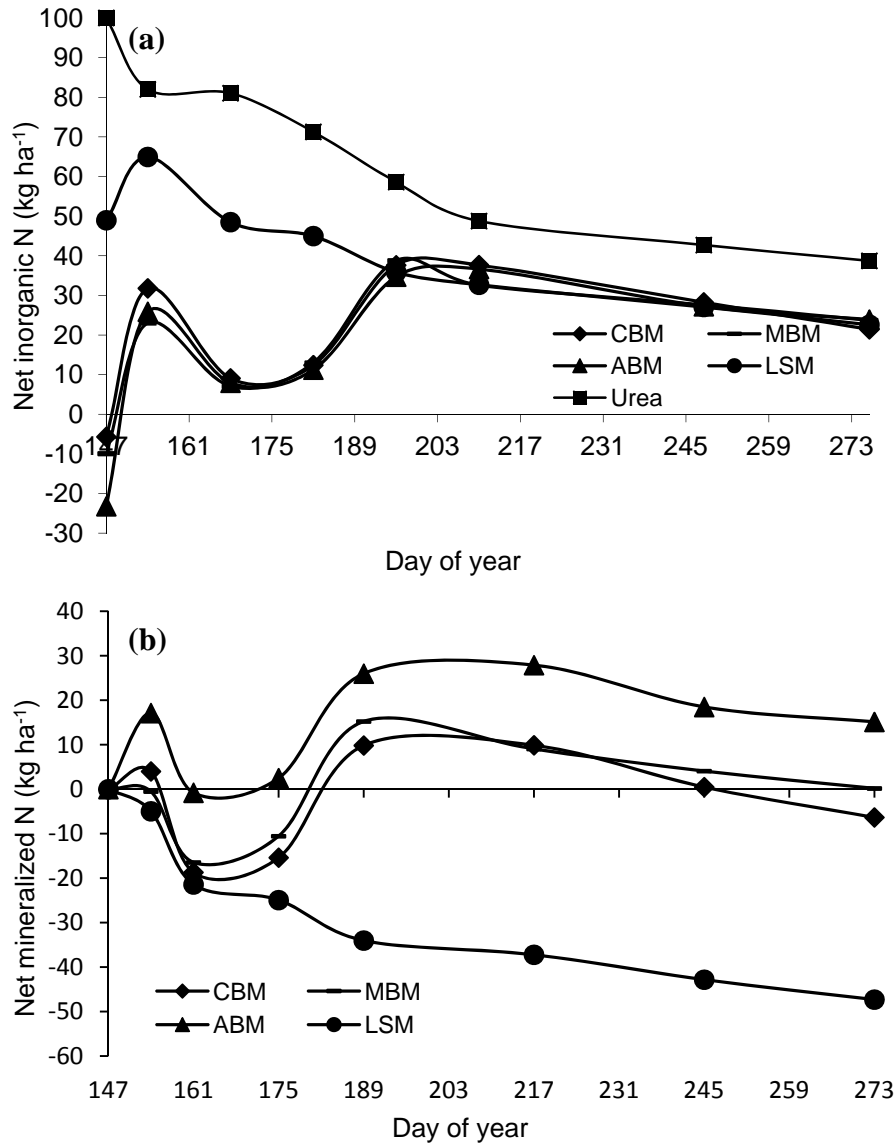 (a)
Net inorganic N (kg ha⁻¹)
100
90
80
70
60
50
40
30
20
10
0
-10
-20
-30
147 161 175 189 203 217 231 245 259 273
CBM MBM
ABM LSM
Urea
Day of year
(b)
Net mineralized N (kg ha⁻¹)
40
30
20
10
0
-10
-20
-30
-40
-50
-60
CBM MBM
ABM LSM
147 161 175 189 203 217 231 245 259 273
Day of year